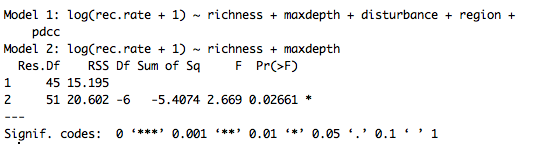 Model 1: log(rec.rate + 1) ~ richness + maxdepth + disturbance + region +
    pdcc
Model 2: log(rec.rate + 1) ~ richness + maxdepth
  Res.Df    RSS Df Sum of Sq     F  Pr(>F)
1     45 15.195
2     51 20.602 -6   -5.4074 2.669 0.02661 *
---
Signif. codes:  0 ‘***’ 0.001 ‘**’ 0.01 ‘*’ 0.05 ‘.’ 0.1 ‘ ’ 1